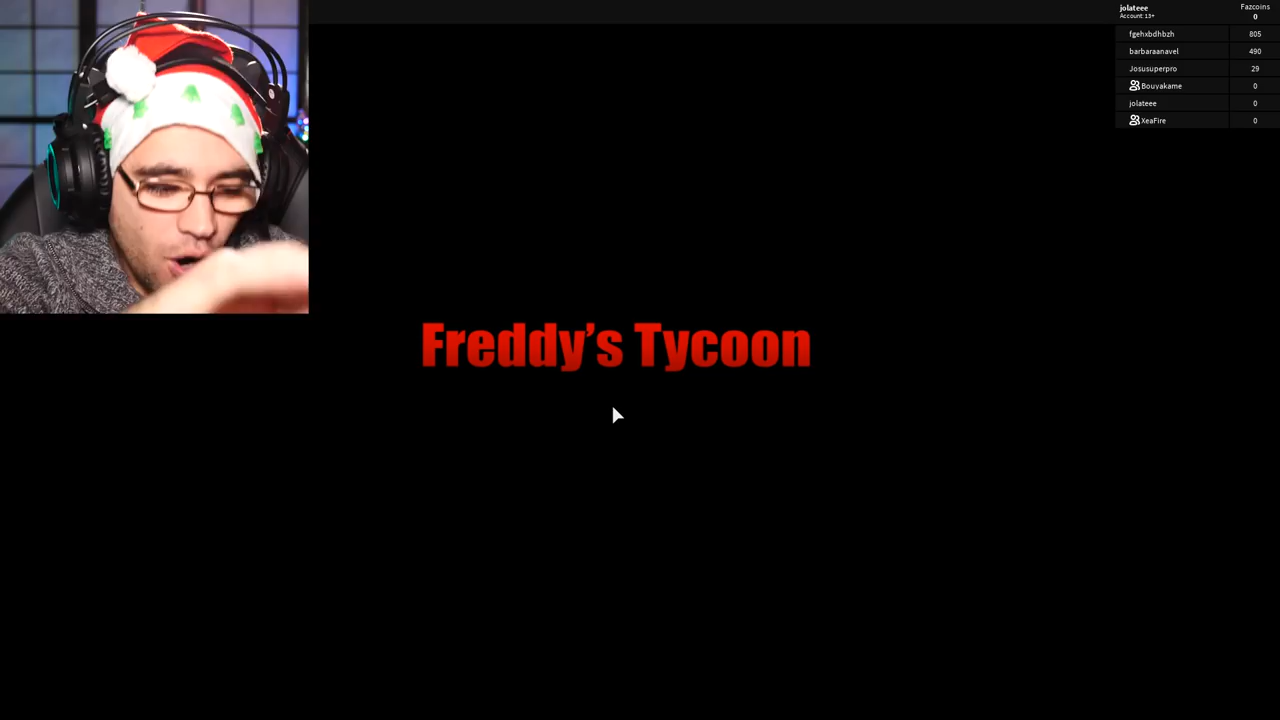 jolateee Fazcoins
Account: 13+ 0
fgehxbdhbzh 805
barbaraanavel 490
Josusuperpro 29
Bouyakame 0
jolateee 0
XeaFire 0
Freddy’s Tycoon